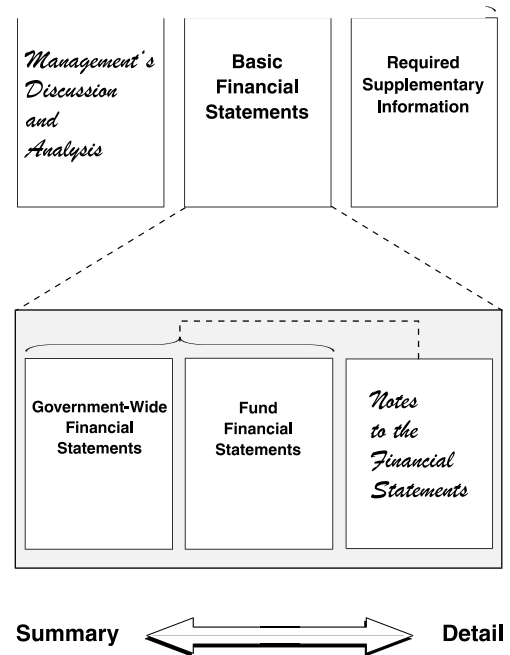 Management's
Discussion
and
Analysis
Basic
Financial
Statements
Required
Supplementary
Information
Government-Wide
Financial
Statements
Fund
Financial
Statements
Notes
to the
Financial
Statements
Summary
Detail